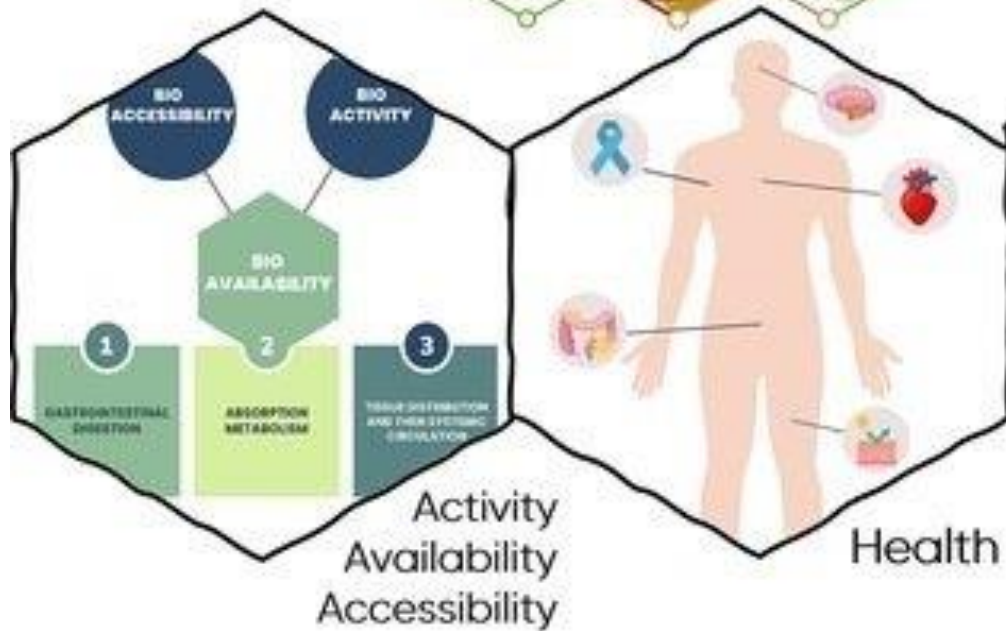 BIO
ACCESSIBILITY
BIO
ACTIVITY
BIO
AVAILABILITY
1
2
3
GASTROINTESTINAL
DIGESTION
ABSORPTION
METABOLISM
TISSUE DISTRIBUTION
AND THEN SYSTEMIC
CIRCULATION
Activity
Availability
Accessibility
Health